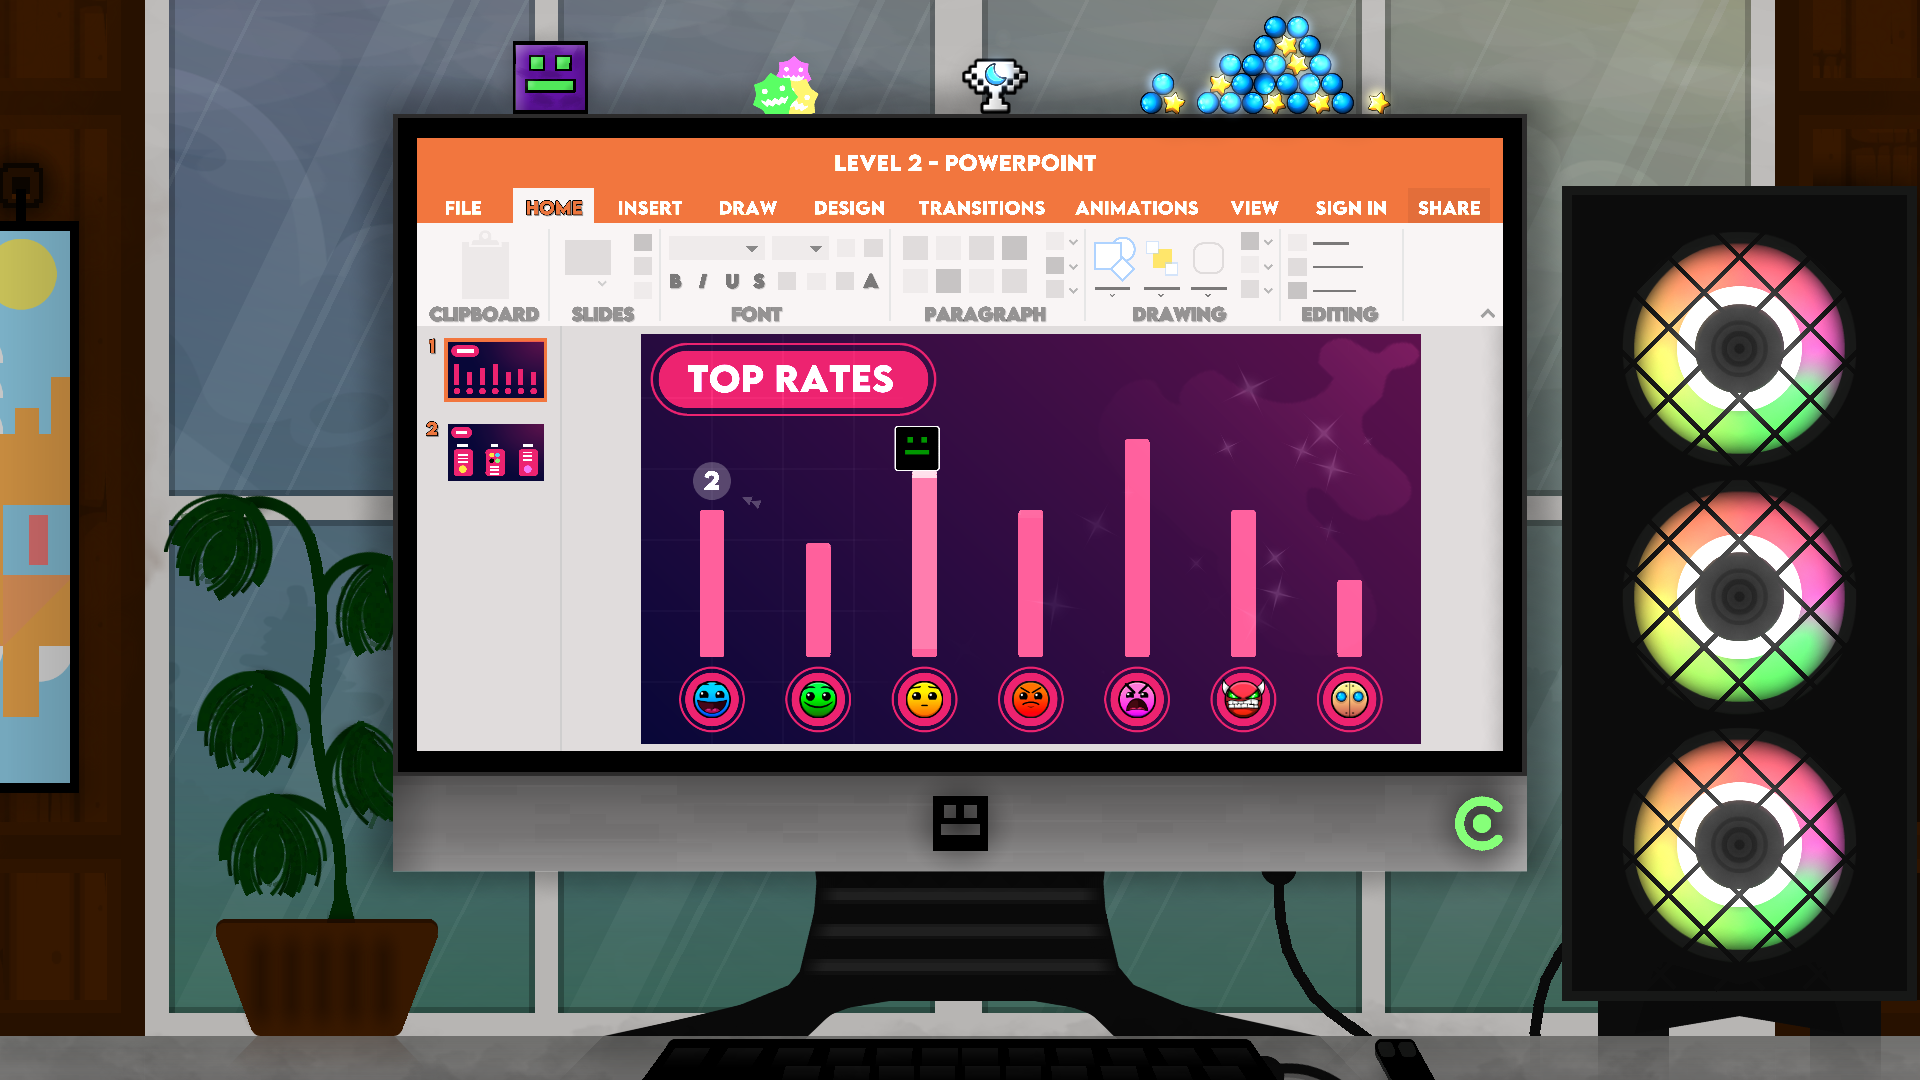 LEVEL 2 - POWERPOINT
FILE HOME INSERT DRAW DESIGN TRANSITIONS ANIMATIONS VIEW SIGN IN SHARE
B I U S A
CLIPBOARD SLIDES FONT PARAGRAPH DRAWING EDITING
1
2
TOP RATES
2